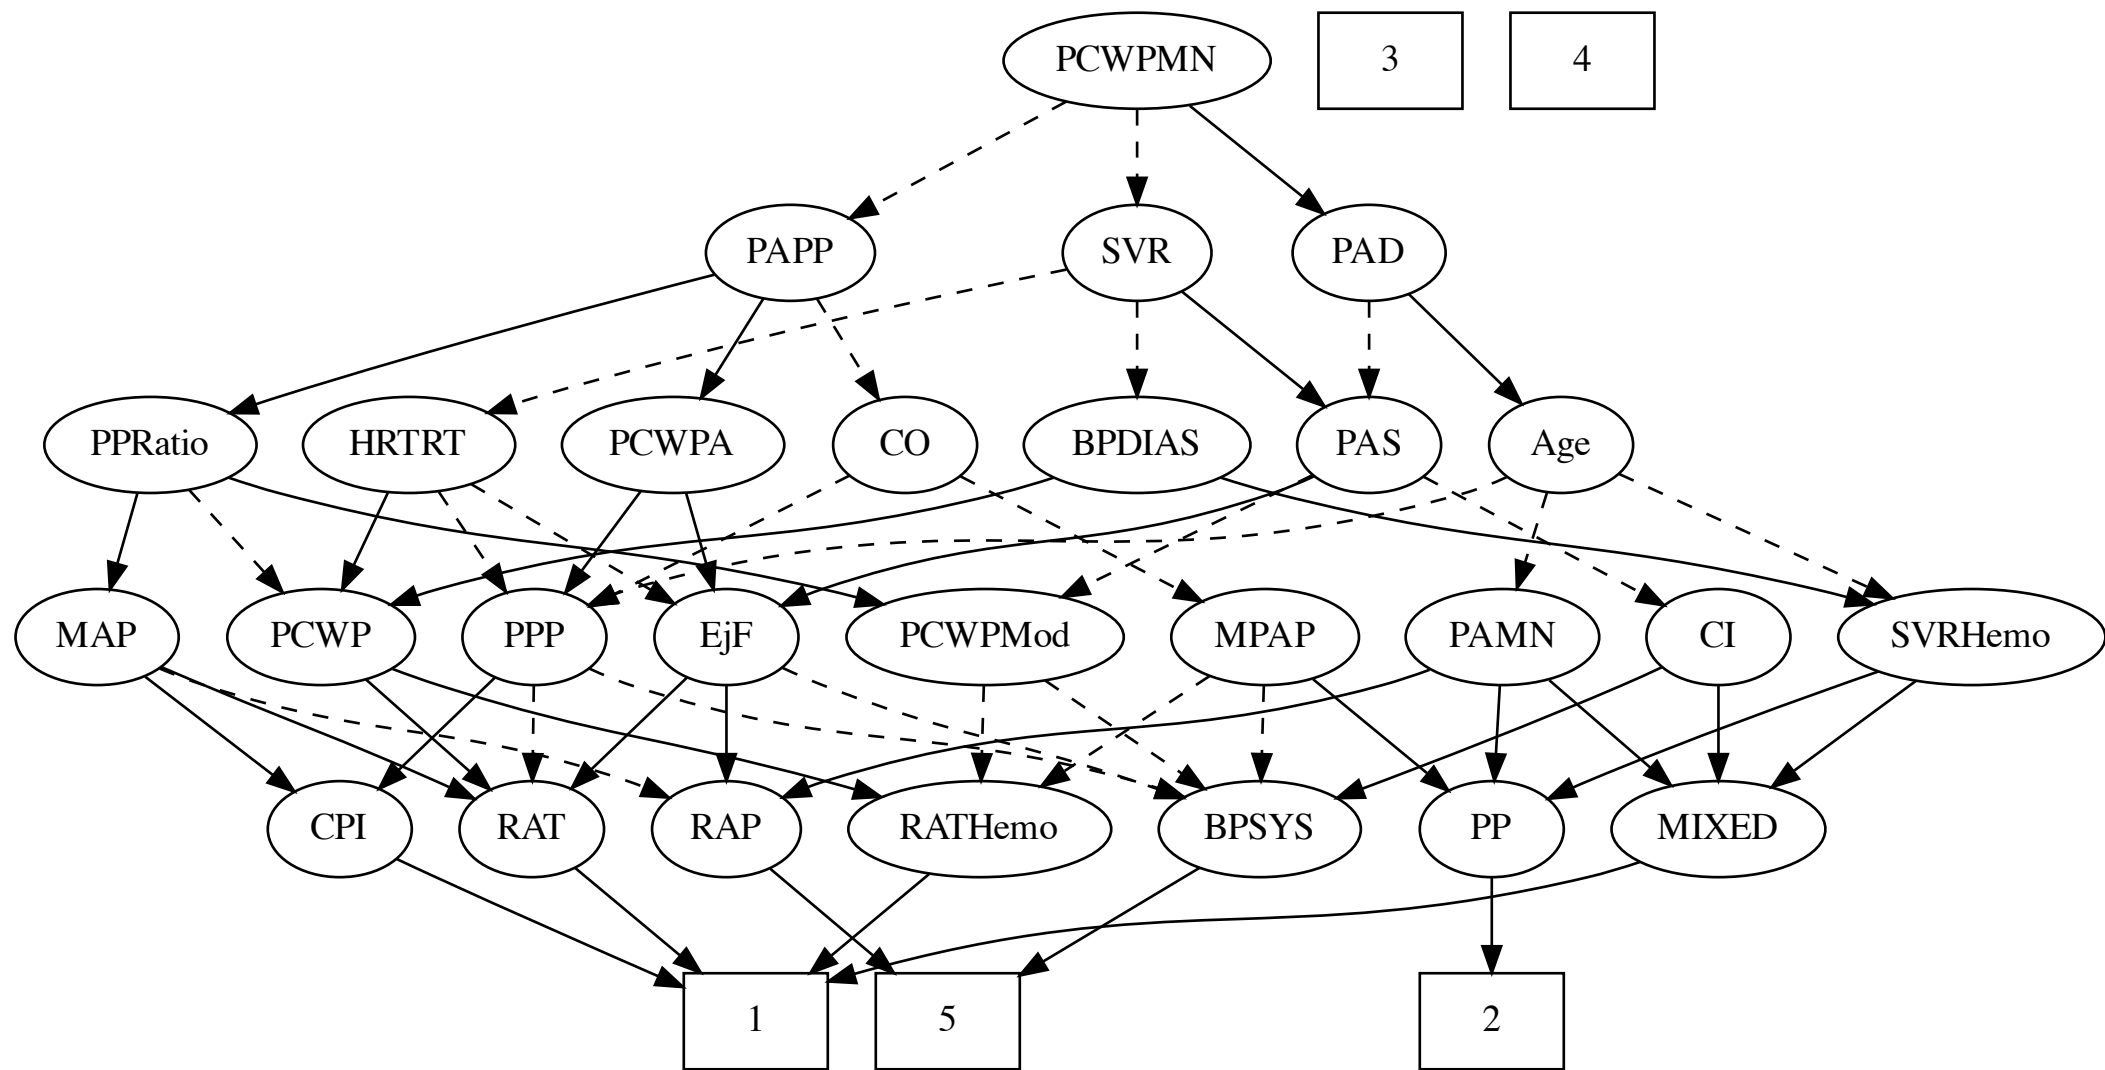 PCWPMN
3
4
PAPP
SVR
PAD
PPRatio
HRTRT
PCWPA
CO
BPDIAS
PAS
Age
MAP
PCWP
PPP
EjF
PCWPMod
MPAP
PAMN
CI
SVRHemo
CPI
RAT
RAP
RATHemo
BPSYS
PP
MIXED
1
5
2